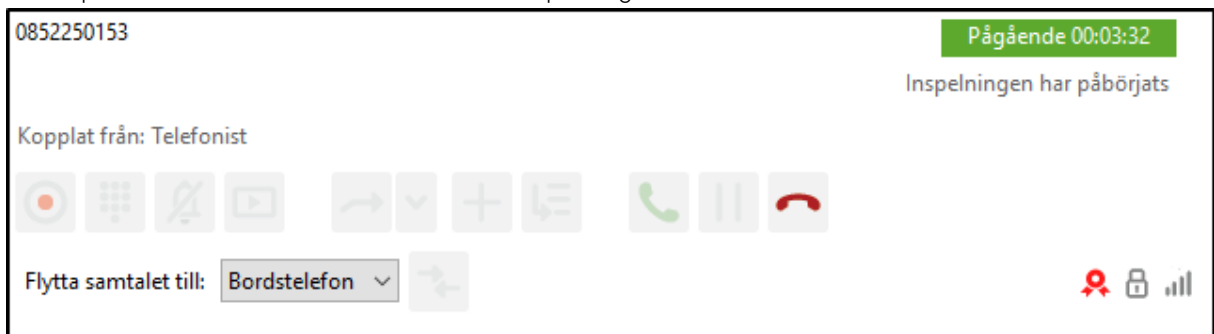 0852250153
Pågående 00:03:32
Inspelningen har påbörjats
Kopplat från: Telefonist
Flytta samtalet till: Bordstelefon